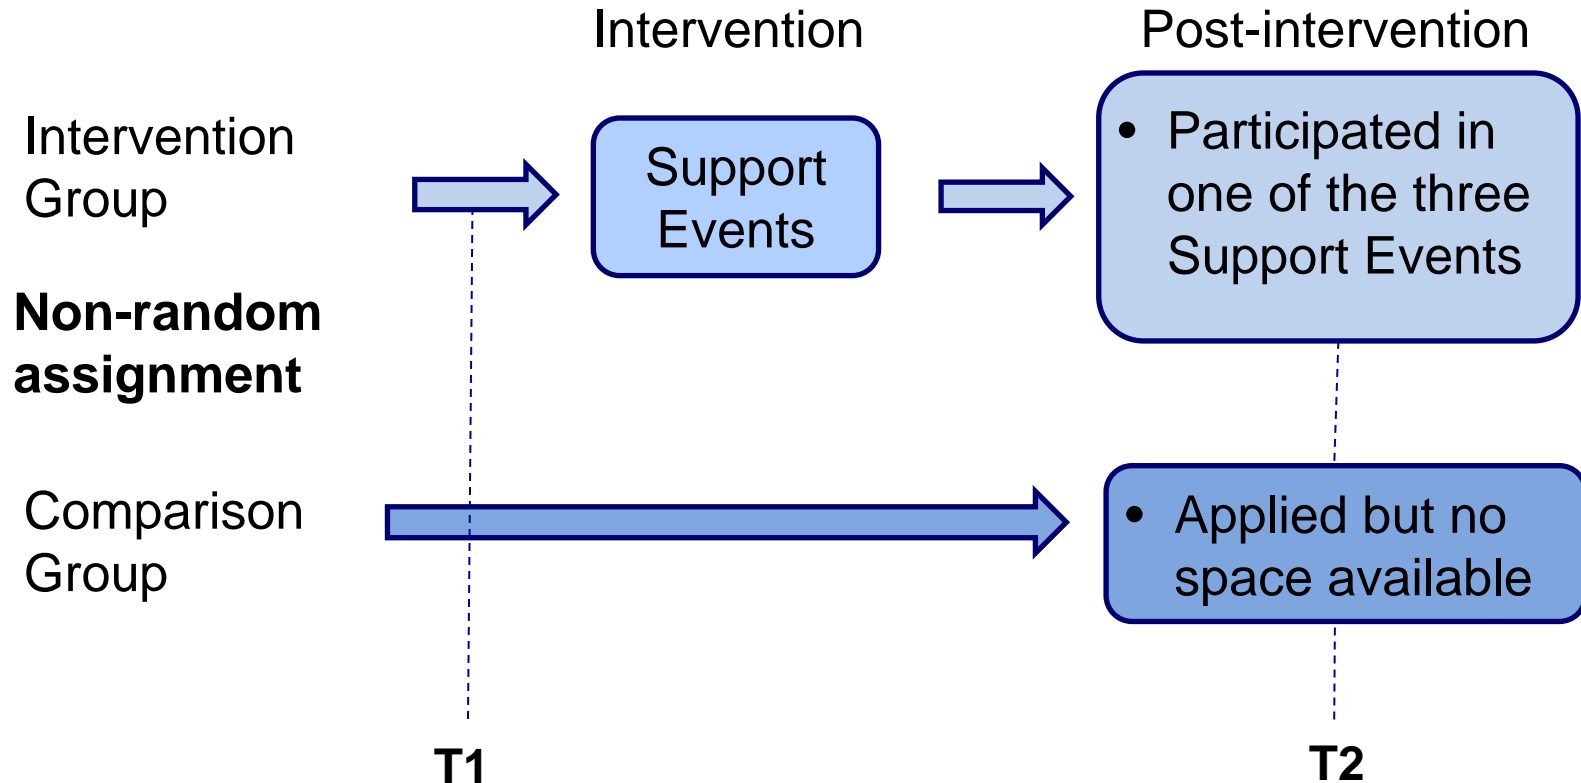 Intervention
Post-intervention
Intervention
Group
Support
Events
• Participated in
one of the three
Support Events
Non-random
assignment
Comparison
Group
• Applied but no
space available
T1
T2